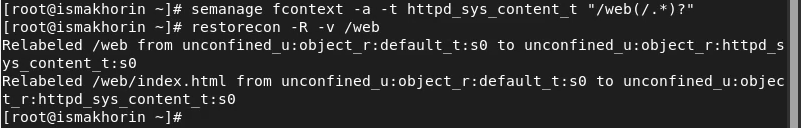 [root@ismakhorin ~]# semanage fcontext -a -t httpd_sys_content_t "/web(/.*)?"
[root@ismakhorin ~]# restorecon -R -v /web
Relabeled /web from unconfined_u:object_r:default_t:s0 to unconfined_u:object_r:httpd_s
ys_content_t:s0
Relabeled /web/index.html from unconfined_u:object_r:default_t:s0 to unconfined_u:objec
t_r:httpd_sys_content_t:s0
[root@ismakhorin ~]#